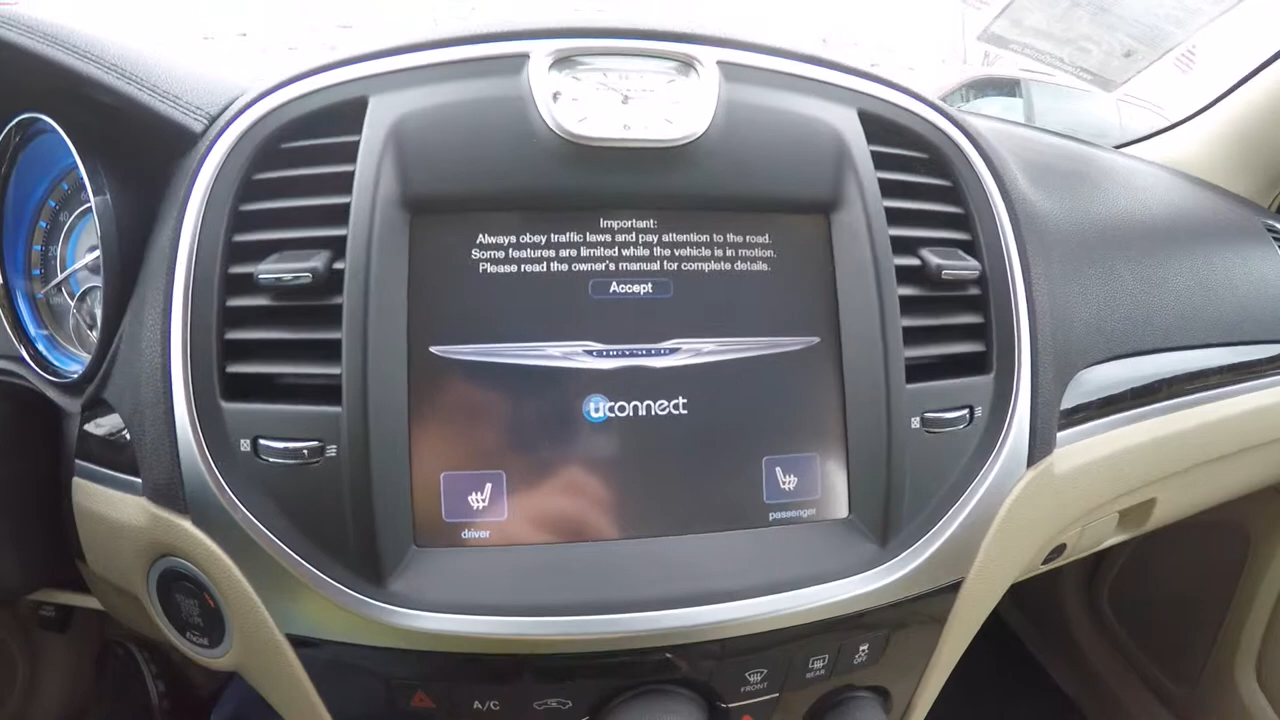 Important:
Always obey traffic laws and pay attention to the road.
Some features are limited while the vehicle is in motion.
Please read the owner's manual for complete details.
Accept
CHRYSLER
uconnect
driver
passenger
ENGINE
A/C
FRONT
REAR
OFF